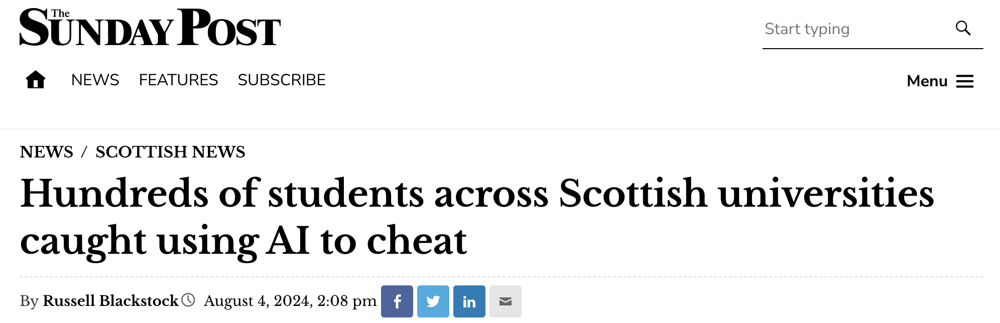 The
SUNDAY POST
Start typing
NEWS FEATURES SUBSCRIBE
Menu
NEWS / SCOTTISH NEWS
Hundreds of students across Scottish universities
caught using AI to cheat
By Russell Blackstock August 4, 2024, 2:08 pm